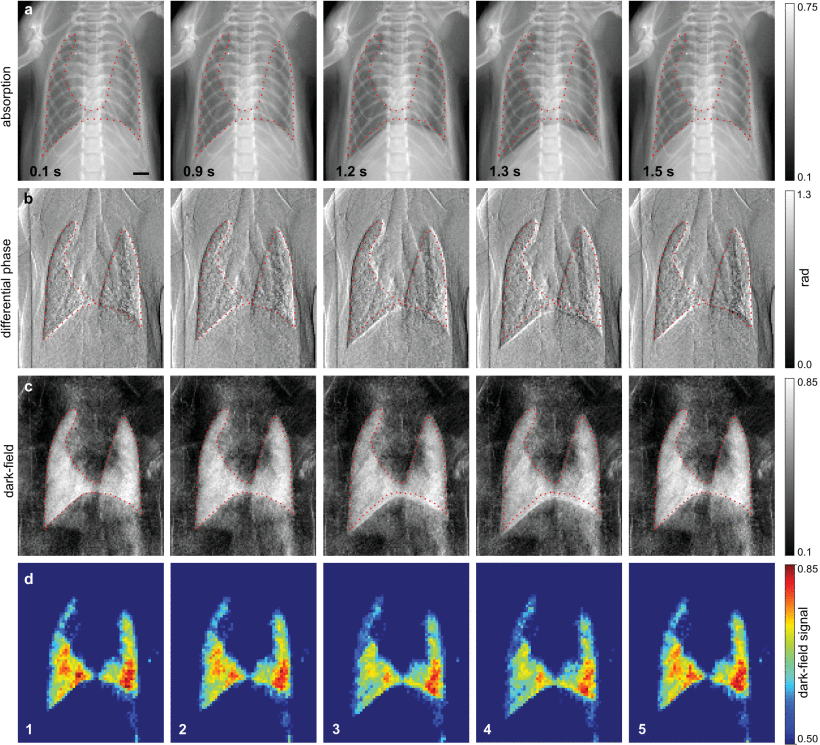 a
absorption
0.1 s
0.9 s
1.2 s
1.3 s
1.5 s
0.75
0.1
b
differential phase
1.3
rad
0.0
c
dark-field
0.85
0.1
d
1
2
3
4
5
0.85
dark-field signal
0.50